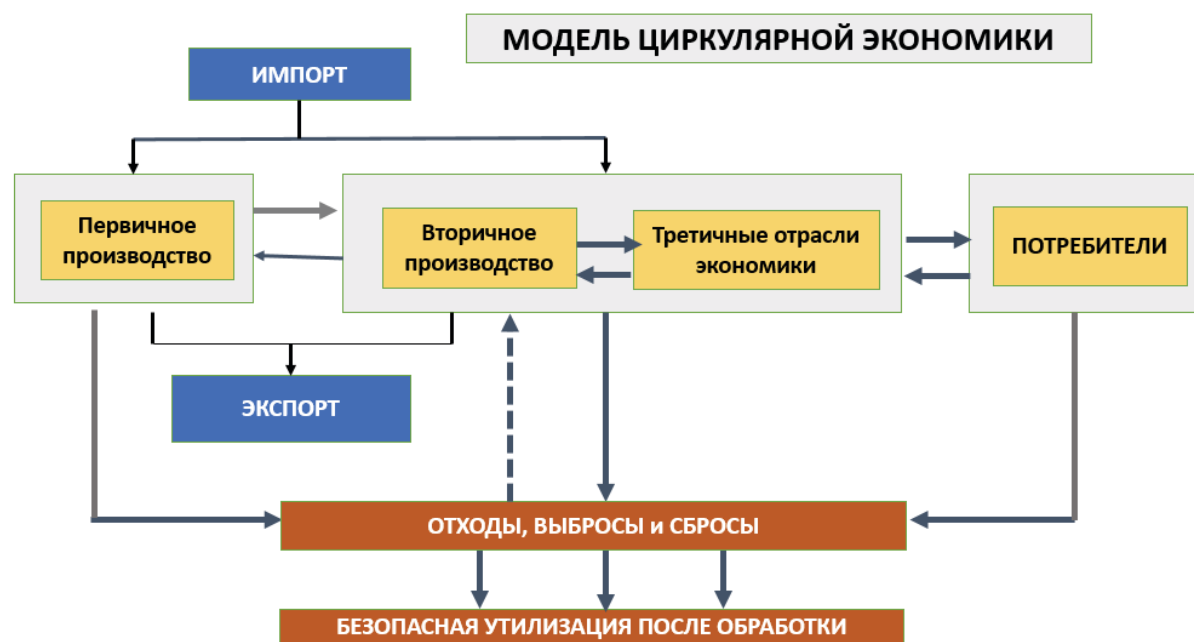 МОДЕЛЬ ЦИРКУЛЯРНОЙ ЭКОНОМИКИ
ИМПОРТ
Первичное
производство
Вторичное
производство
Третичные отрасли
экономики
ПОТРЕБИТЕЛИ
ЭКСПОРТ
ОТХОДЫ, ВЫБРОСЫ и СБРОСЫ
БЕЗОПАСНАЯ УТИЛИЗАЦИЯ ПОСЛЕ ОБРАБОТКИ